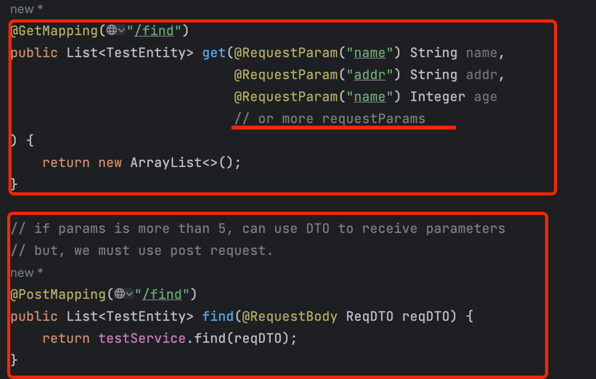 new *
@GetMapping("/find")
public List<TestEntity> get(@RequestParam("name") String name,
@RequestParam("addr") String addr,
@RequestParam("name") Integer age
// or more requestParams
) {
return new ArrayList<>();
}
// if params is more than 5, can use DTO to receive parameters
// but, we must use post request.
new *
@PostMapping("/find")
public List<TestEntity> find(@RequestBody ReqDTO reqDTO) {
return testService.find(reqDTO);
}